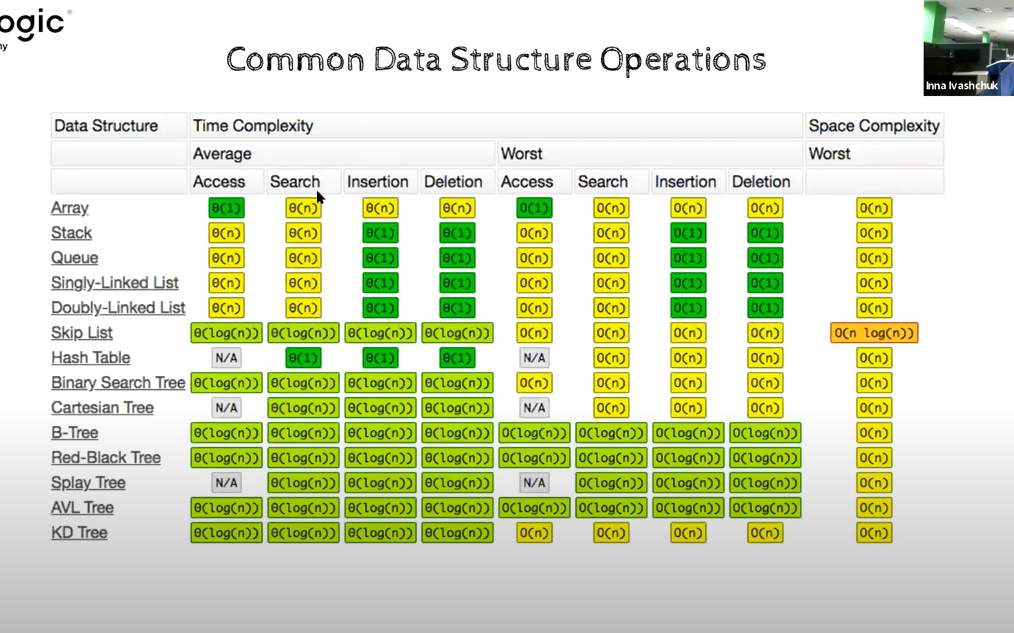 ogic®
ny
Common Data Structure Operations
Inna Ivashchuk
Data Structure Time Complexity Space Complexity
Average Worst Worst
Access Search Insertion Deletion Access Search Insertion Deletion
Array θ(1) θ(n) θ(n) θ(n) O(1) O(n) O(n) O(n) O(n)
Stack θ(n) θ(n) θ(1) θ(1) O(n) O(n) O(1) O(1) O(n)
Queue θ(n) θ(n) θ(1) θ(1) O(n) O(n) O(1) O(1) O(n)
Singly-Linked List θ(n) θ(n) θ(1) θ(1) O(n) O(n) O(1) O(1) O(n)
Doubly-Linked List θ(n) θ(n) θ(1) θ(1) O(n) O(n) O(1) O(1) O(n)
Skip List θ(log(n)) θ(log(n)) θ(log(n)) θ(log(n)) O(n) O(n) O(n) O(n) O(n log(n))
Hash Table N/A θ(1) θ(1) θ(1) N/A O(n) O(n) O(n) O(n)
Binary Search Tree θ(log(n)) θ(log(n)) θ(log(n)) θ(log(n)) O(n) O(n) O(n) O(n) O(n)
Cartesian Tree N/A θ(log(n)) θ(log(n)) θ(log(n)) N/A O(n) O(n) O(n) O(n)
B-Tree θ(log(n)) θ(log(n)) θ(log(n)) θ(log(n)) O(log(n)) O(log(n)) O(log(n)) O(log(n)) O(n)
Red-Black Tree θ(log(n)) θ(log(n)) θ(log(n)) θ(log(n)) O(log(n)) O(log(n)) O(log(n)) O(log(n)) O(n)
Splay Tree N/A θ(log(n)) θ(log(n)) θ(log(n)) N/A O(log(n)) O(log(n)) O(log(n)) O(n)
AVL Tree θ(log(n)) θ(log(n)) θ(log(n)) θ(log(n)) O(log(n)) O(log(n)) O(log(n)) O(log(n)) O(n)
KD Tree θ(log(n)) θ(log(n)) θ(log(n)) θ(log(n)) O(n) O(n) O(n) O(n) O(n)